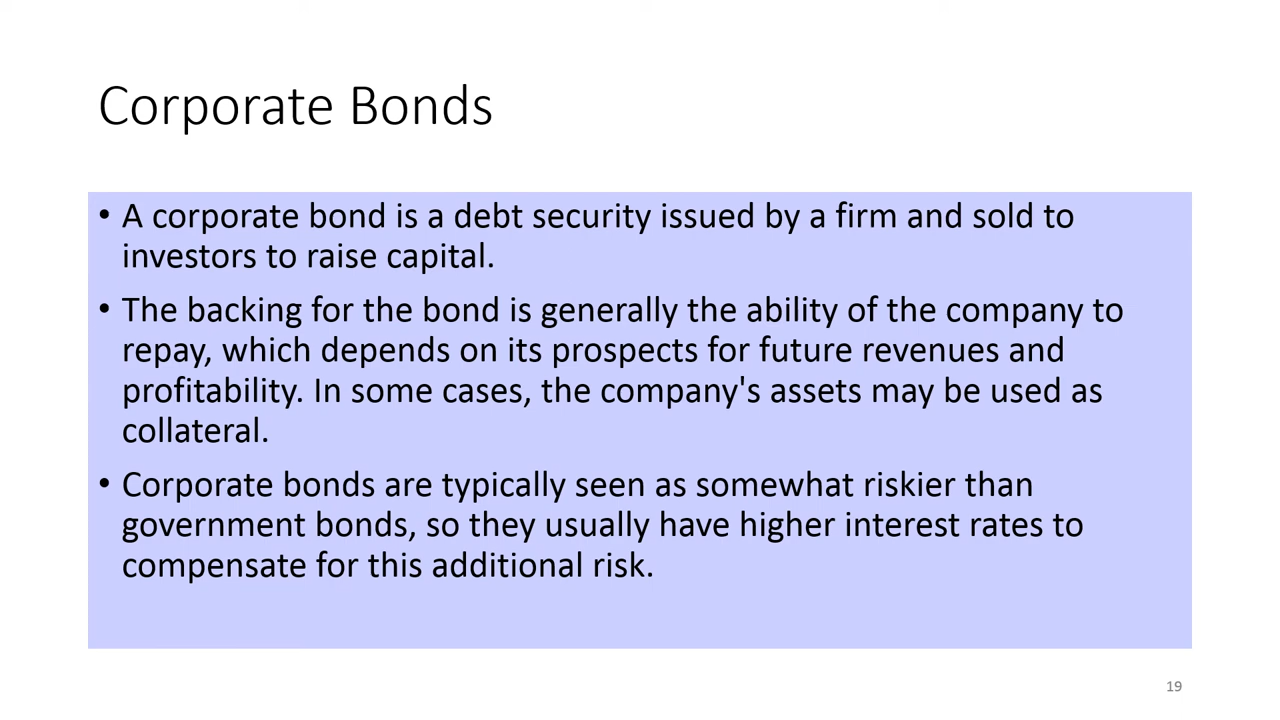 Corporate Bonds
• A corporate bond is a debt security issued by a firm and sold to
investors to raise capital.
• The backing for the bond is generally the ability of the company to
repay, which depends on its prospects for future revenues and
profitability. In some cases, the company's assets may be used as
collateral.
• Corporate bonds are typically seen as somewhat riskier than
government bonds, so they usually have higher interest rates to
compensate for this additional risk.
19